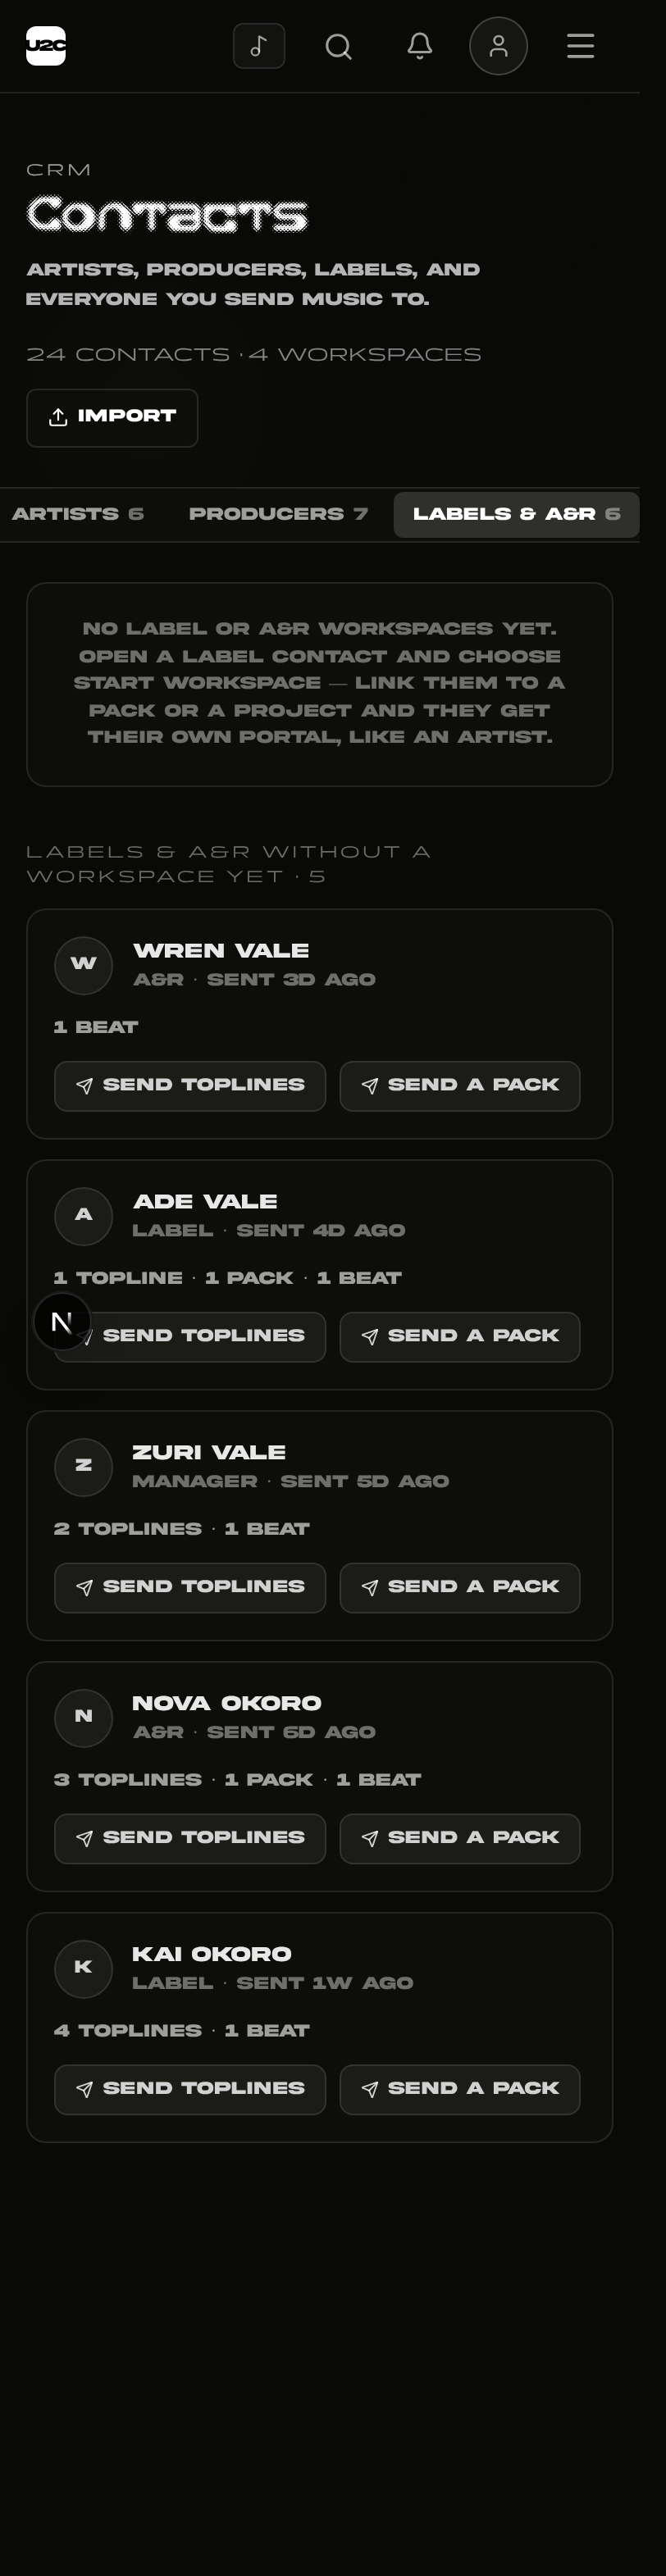 U2C
CRM
Contacts
ARTISTS, PRODUCERS, LABELS, AND
EVERYONE YOU SEND MUSIC TO.
24 CONTACTS · 4 WORKSPACES
IMPORT
ARTISTS 6 PRODUCERS 7 LABELS & A&R 6
NO LABEL OR A&R WORKSPACES YET.
OPEN A LABEL CONTACT AND CHOOSE
START WORKSPACE — LINK THEM TO A
PACK OR A PROJECT AND THEY GET
THEIR OWN PORTAL, LIKE AN ARTIST.
LABELS & A&R WITHOUT A
WORKSPACE YET · 5
W
WREN VALE
A&R · SENT 3D AGO
1 BEAT
SEND TOPLINES SEND A PACK
A
ADE VALE
LABEL · SENT 4D AGO
1 TOPLINE · 1 PACK · 1 BEAT
N
SEND TOPLINES SEND A PACK
Z
ZURI VALE
MANAGER · SENT 5D AGO
2 TOPLINES · 1 BEAT
SEND TOPLINES SEND A PACK
N
NOVA OKORO
A&R · SENT 6D AGO
3 TOPLINES · 1 PACK · 1 BEAT
SEND TOPLINES SEND A PACK
K
KAI OKORO
LABEL · SENT 1W AGO
4 TOPLINES · 1 BEAT
SEND TOPLINES SEND A PACK